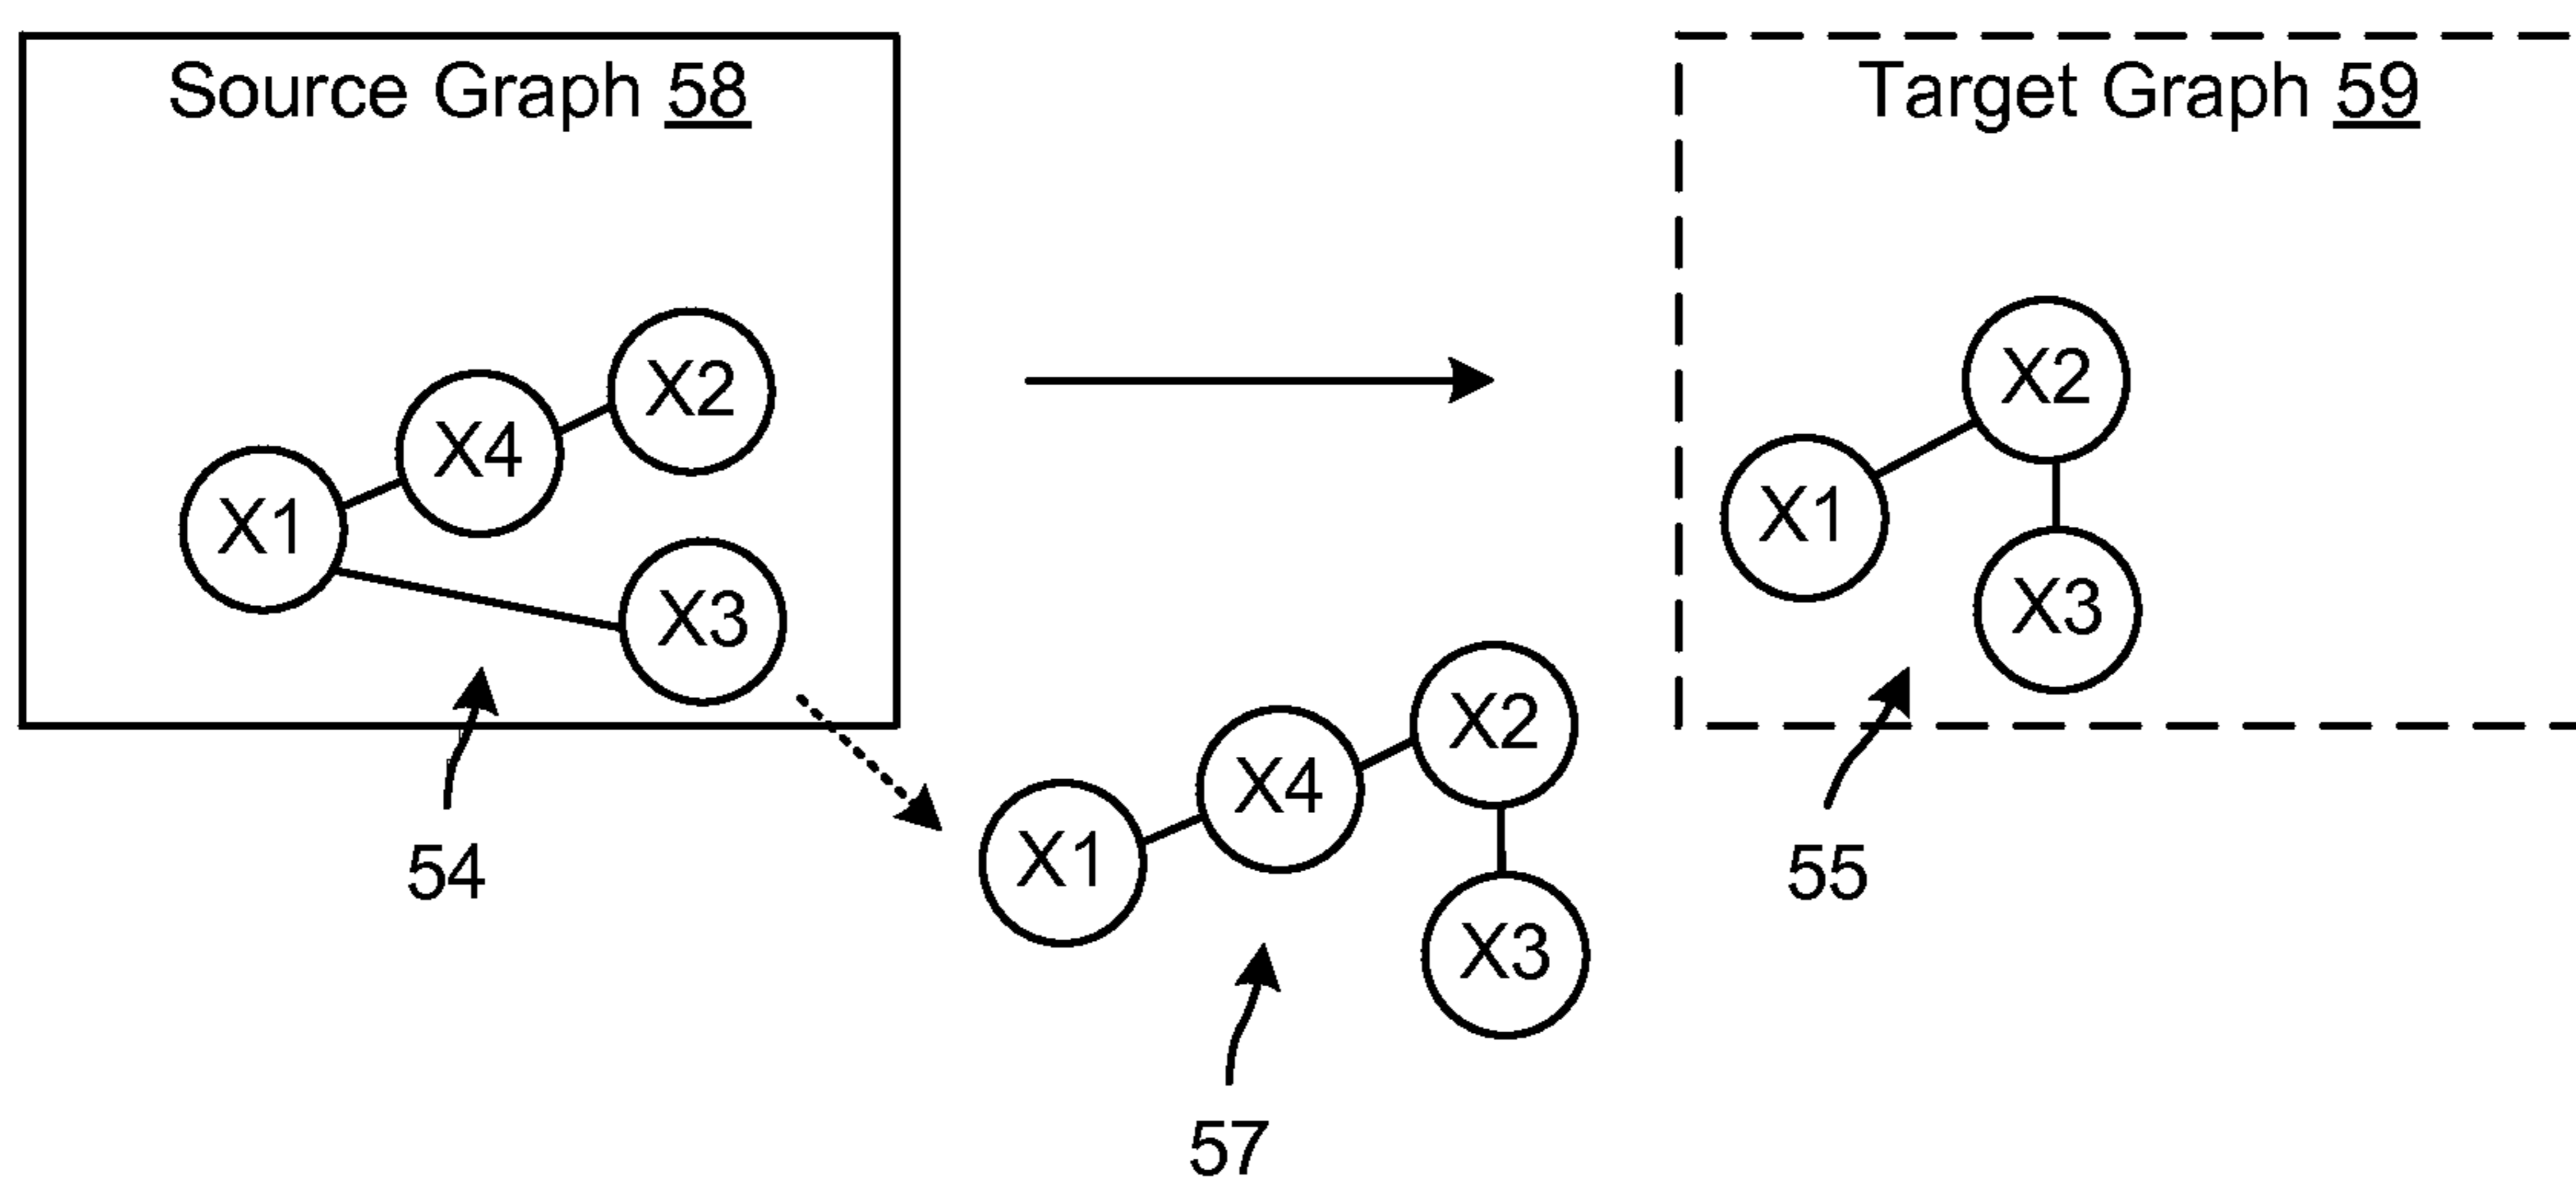 Source Graph 58
Target Graph 59
X2
X4
X1
X3
54
X2
X1
X3
55
X2
X4
X1
X3
57